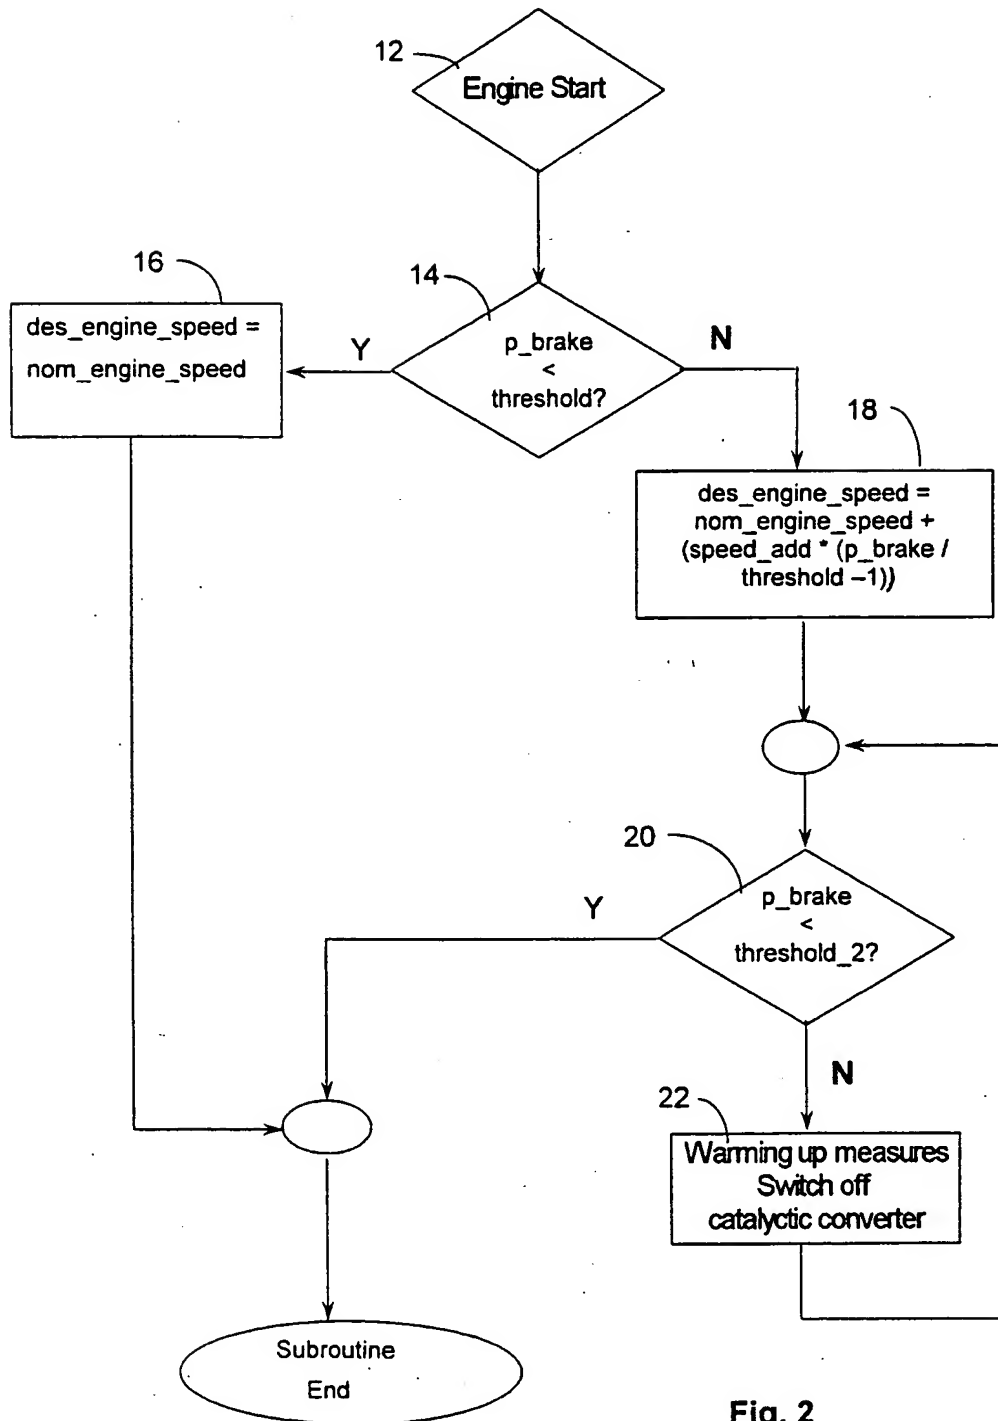 12
Engine Start
16
14
des_engine_speed =
nom_engine_speed
Y
p_brake
<
threshold?
N
18
des_engine_speed =
nom_engine_speed +
(speed_add * (p_brake /
threshold –1))
20
p_brake
<
threshold_2?
Y
N
22
Warming up measures
Switch off
catalyctic converter
Subroutine
End
Fig. 2